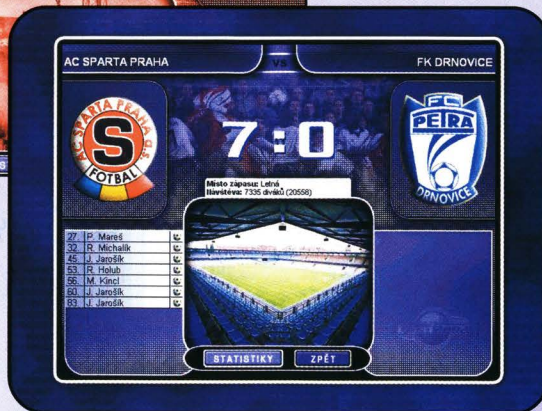 AC SPARTA PRAHA VS FK DRNOVICE
AC SPARTA PRAHA a.s.
S
FOTBAL
7:0
FC
PETRA
DRNOVICE
Místo zápasu: Letná
Návštěva: 7335 diváků (20558)
27. P. Mareš
32. R. Michalík
45. J. Jarošík
53. R. Holub
56. M. Kincl
60. J. Jarošík
83. J. Jarošík
STATISTIKY ZPĚT